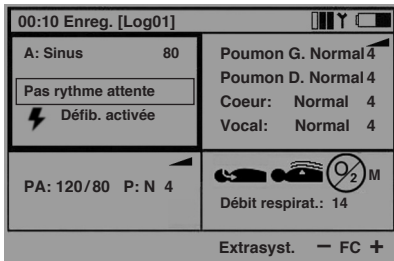 00:10 Enreg. [Log01]
A: Sinus 80
Pas rythme attente
Défib. activée
Poumon G. Normal 4
Poumon D. Normal 4
Coeur: Normal 4
Vocal: Normal 4
PA: 120/80 P: N 4
O2 M
Débit respirat.: 14
Extrasyst. – FC +